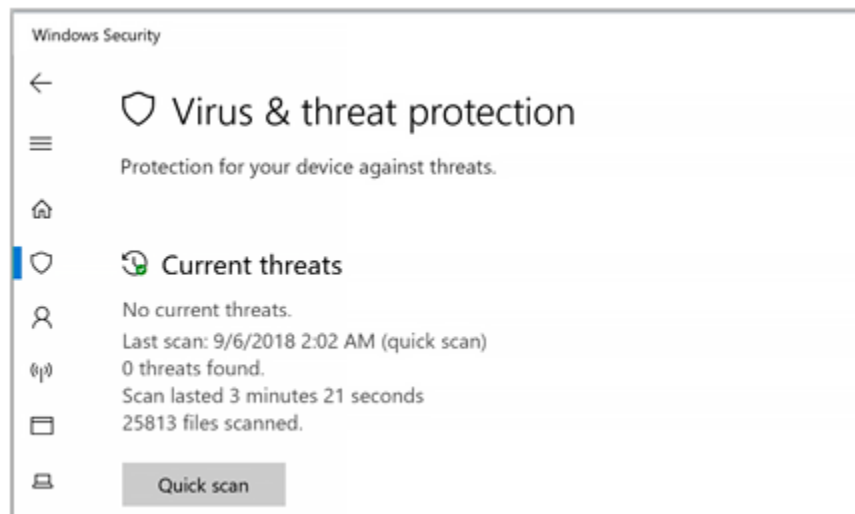 Windows Security
Virus & threat protection
Protection for your device against threats.
Current threats
No current threats.
Last scan: 9/6/2018 2:02 AM (quick scan)
0 threats found.
Scan lasted 3 minutes 21 seconds
25813 files scanned.
Quick scan